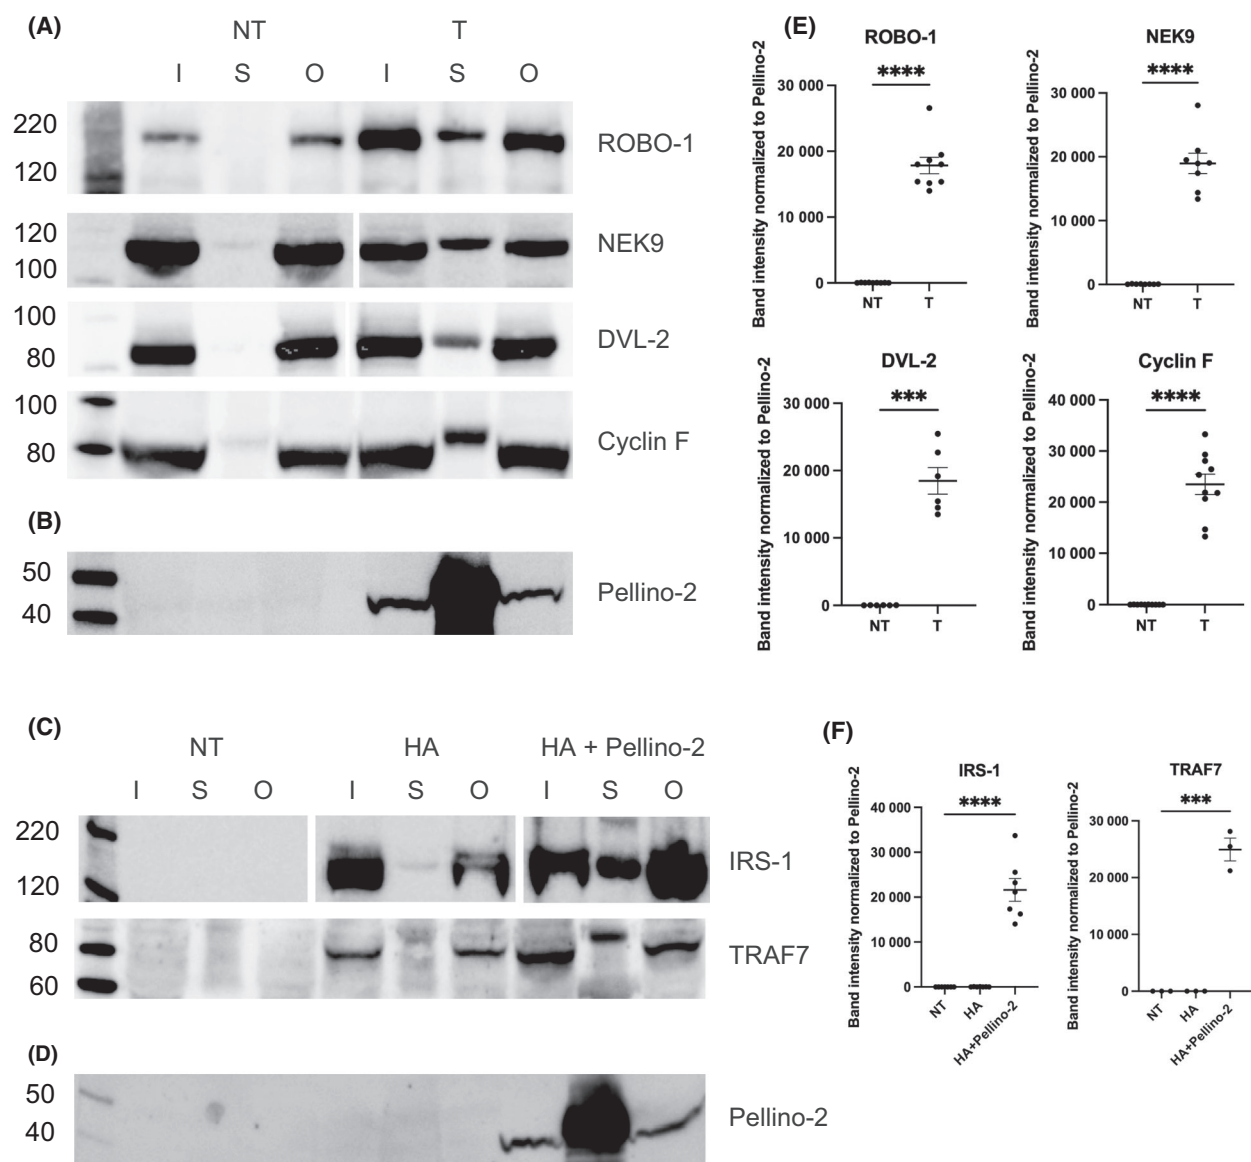 (A)
NT T
I S O I S O
220
120
ROBO-1
120
100
NEK9
100
80
DVL-2
100
80
Cyclin F
(B)
50
40
Pellino-2
(C)
NT HA HA + Pellino-2
I S O I S O I S O
220
120
IRS-1
80
60
TRAF7
(D)
50
40
Pellino-2
(E)
ROBO-1
****
Band intensity normalized to Pellino-2
30 000
20 000
10 000
0
NT T
NEK9
****
Band intensity normalized to Pellino-2
30 000
20 000
10 000
0
NT T
DVL-2
***
Band intensity normalized to Pellino-2
30 000
20 000
10 000
0
NT T
Cyclin F
****
Band intensity normalized to Pellino-2
40 000
30 000
20 000
10 000
0
NT T
(F)
IRS-1
****
Band intensity normalized to Pellino-2
40 000
30 000
20 000
10 000
0
NT HA HA+Pellino-2
TRAF7
***
Band intensity normalized to Pellino-2
30 000
20 000
10 000
0
NT HA HA+Pellino-2